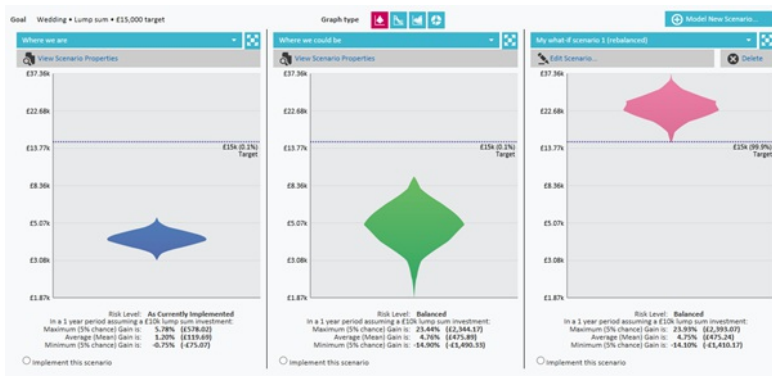 Goal Wedding • Lump sum • £15,000 target
Graph type
Model New Scenario...
Where we are
View Scenario Properties
£37.36k
£22.68k
£13.77k
£8.36k
£5.07k
£3.08k
£1.87k
£15k (0.1%)
Target
Risk Level: As Currently Implemented
In a 1 year period assuming a £10k lump sum investment:
Maximum (5% chance) Gain is: 5.78% (£578.02)
Average (Mean) Gain is: 1.20% (£119.69)
Minimum (5% chance) Gain is: -0.75% (-£75.07)
Implement this scenario
Where we could be
View Scenario Properties
£37.36k
£22.68k
£13.77k
£8.36k
£5.07k
£3.08k
£1.87k
£15k (0.1%)
Target
Risk Level: Balanced
In a 1 year period assuming a £10k lump sum investment:
Maximum (5% chance) Gain is: 23.44% (£2,344.17)
Average (Mean) Gain is: 4.76% (£475.89)
Minimum (5% chance) Gain is: -14.90% (-£1,490.33)
Implement this scenario
My what-if scenario 1 (rebalanced)
Edit Scenario...
Delete
£37.36k
£22.68k
£13.77k
£8.36k
£5.07k
£3.08k
£1.87k
£15k (99.9%)
Target
Risk Level: Balanced
In a 1 year period assuming a £10k lump sum investment:
Maximum (5% chance) Gain is: 23.93% (£2,393.07)
Average (Mean) Gain is: 4.75% (£475.24)
Minimum (5% chance) Gain is: -14.10% (-£1,410.17)
Implement this scenario